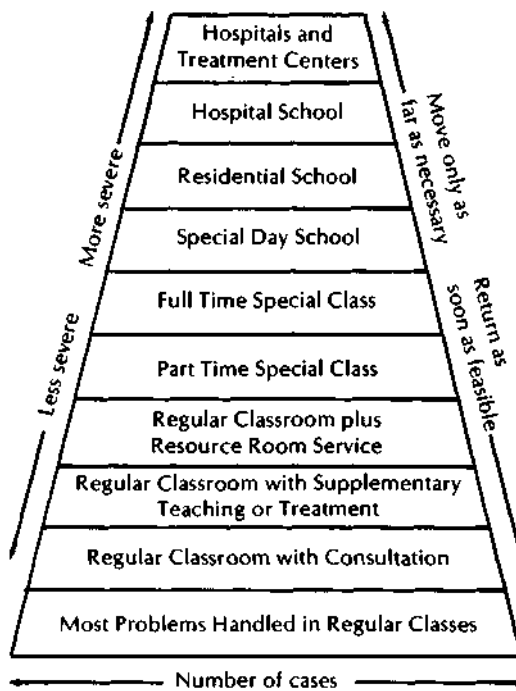 Hospitals and
Treatment Centers
Hospital School
Residential School
Special Day School
Full Time Special Class
Part Time Special Class
Regular Classroom plus
Resource Room Service
Regular Classroom with Supplementary
Teaching or Treatment
Regular Classroom with Consultation
Most Problems Handled in Regular Classes
More severe
Less severe
Move only as
far as necessary
Return as
soon as feasible
Number of cases